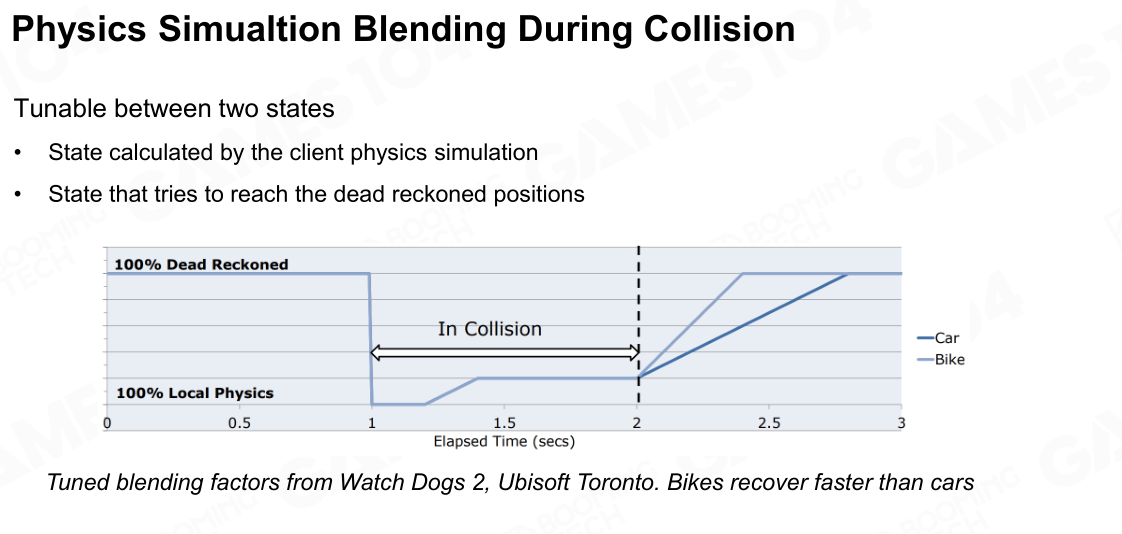 Physics Simualtion Blending During Collision
Tunable between two states
• State calculated by the client physics simulation
• State that tries to reach the dead reckoned positions
100% Dead Reckoned
In Collision
100% Local Physics
Car
Bike
0 0.5 1 1.5 2 2.5 3
Elapsed Time (secs)
Tuned blending factors from Watch Dogs 2, Ubisoft Toronto. Bikes recover faster than cars
GAMES104
BOOMING
TECH